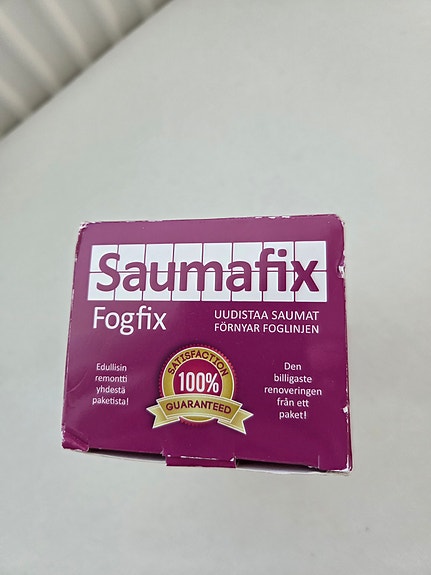 Saumafix
Fogfix
UUDISTAA SAUMAT
FÖRNYAR FOGLINJEN
Edullisin
remontti
yhdestä
paketista!
SATISFACTION
100%
GUARANTEED
Den
billigaste
renoveringen
från ett
paket!